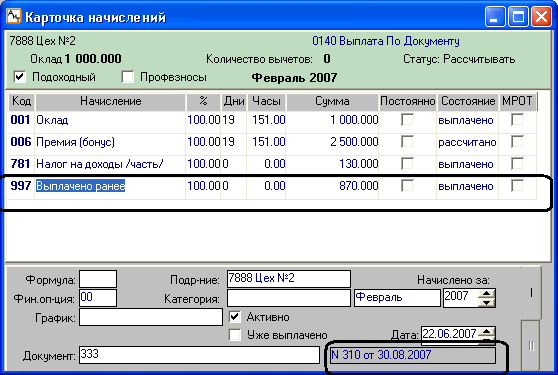 Карточка начислений
7888 Цех №2 0140 Выплата По Документу
Оклад 1 000.000 Количество вычетов: 0 Статус: Рассчитывать
Подоходный Профвзносы Февраль 2007
Код Начисление % Дни Часы Сумма Постоянно Состояние МРОТ
001 Оклад 100.00 19 151.00 1 000.000 выплачено
006 Премия (бонус) 100.00 19 151.00 2 500.000 рассчитано
781 Налог на доходы /часть/ 100.00 0 0.00 130.000 выплачено
997 Выплачено ранее 100.00 0 0.00 870.000 выплачено
Формула: Подр-ние: 7888 Цех №2 Начислено за:
Фин.оп-ция: 00 Категория: Февраль 2007
График: Активно
Уже выплачено Дата: 22.06.2007
Документ: 333 N 310 от 30.08.2007
I
II